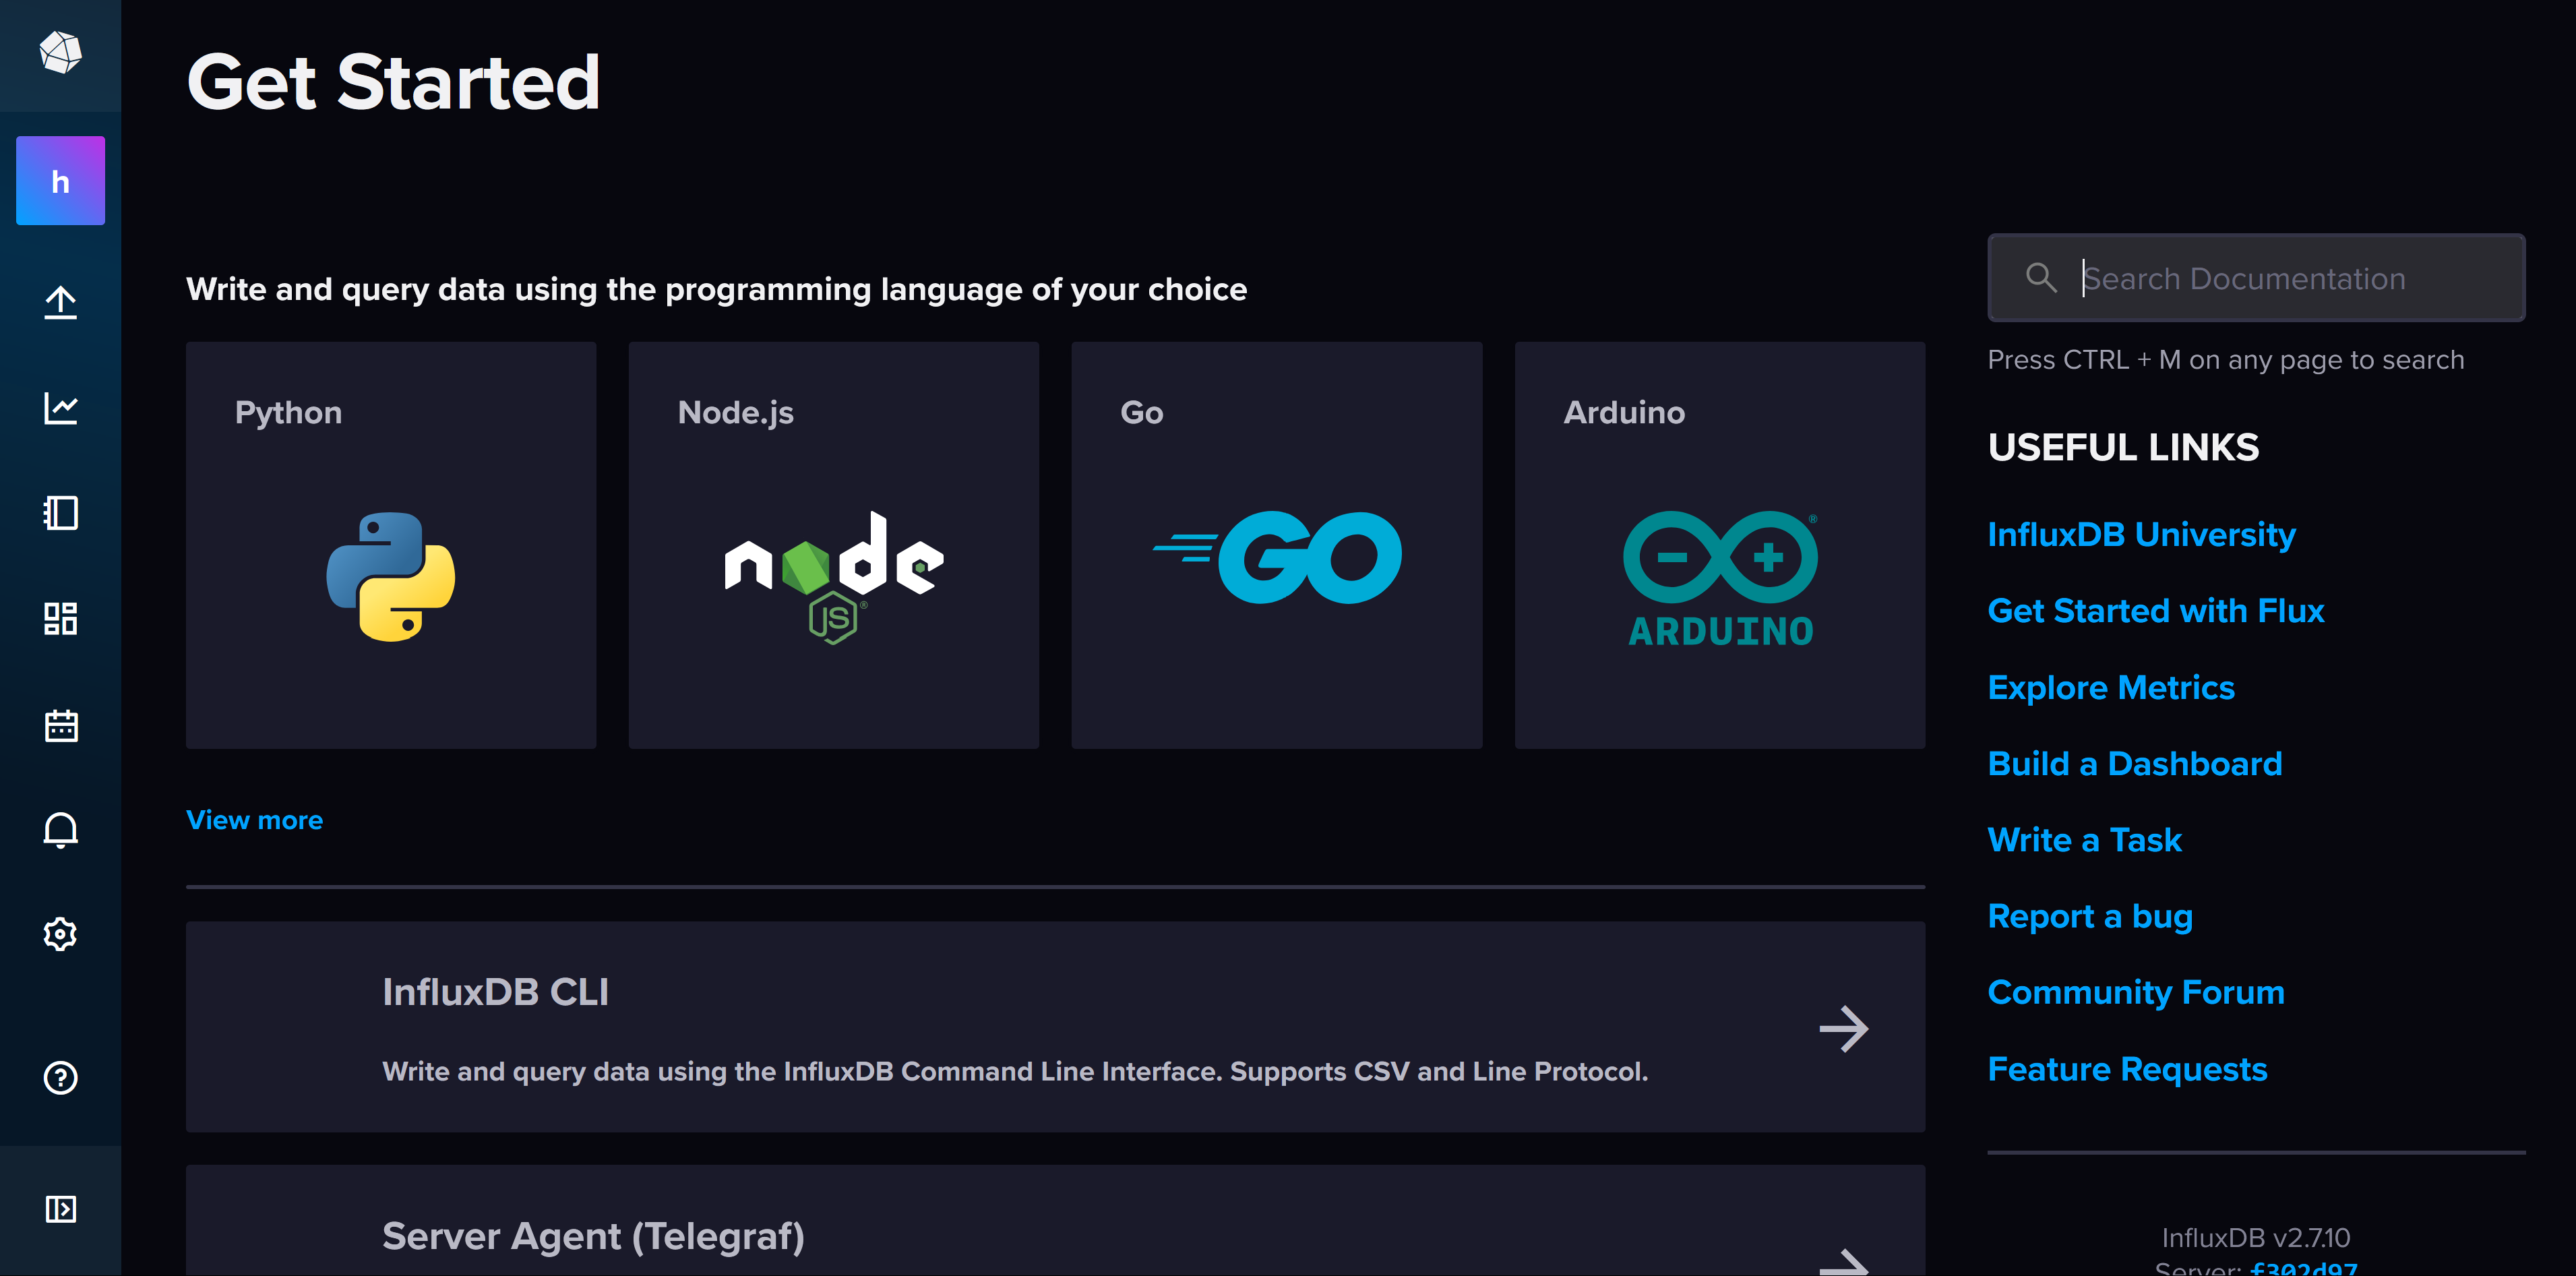 Get Started
h
Write and query data using the programming language of your choice
Python
Node.js
Go
Arduino
node
JS
®
GO
®
ARDUINO
View more
InfluxDB CLI
Write and query data using the InfluxDB Command Line Interface. Supports CSV and Line Protocol.
Server Agent (Telegraf)
Search Documentation
Press CTRL + M on any page to search
USEFUL LINKS
InfluxDB University
Get Started with Flux
Explore Metrics
Build a Dashboard
Write a Task
Report a bug
Community Forum
Feature Requests
InfluxDB v2.7.10
Server: f302d97